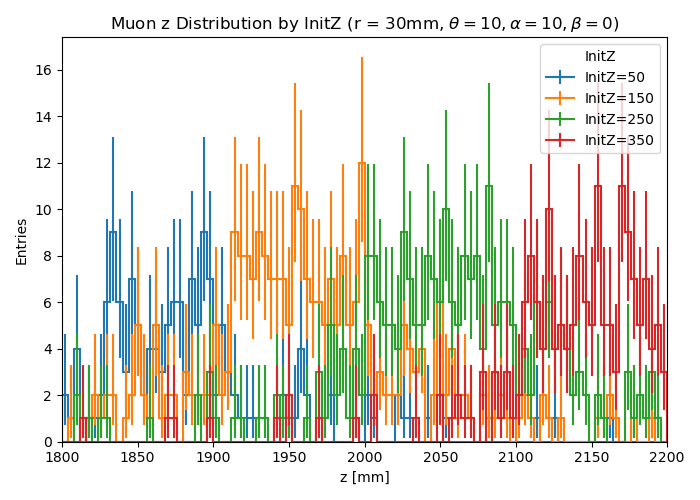 Muon z Distribution by InitZ (r = 30mm, θ = 10, α = 10, β = 0)
Entries
16
14
12
10
8
6
4
2
0
InitZ
InitZ=50
InitZ=150
InitZ=250
InitZ=350
1800 1850 1900 1950 2000 2050 2100 2150 2200
z [mm]